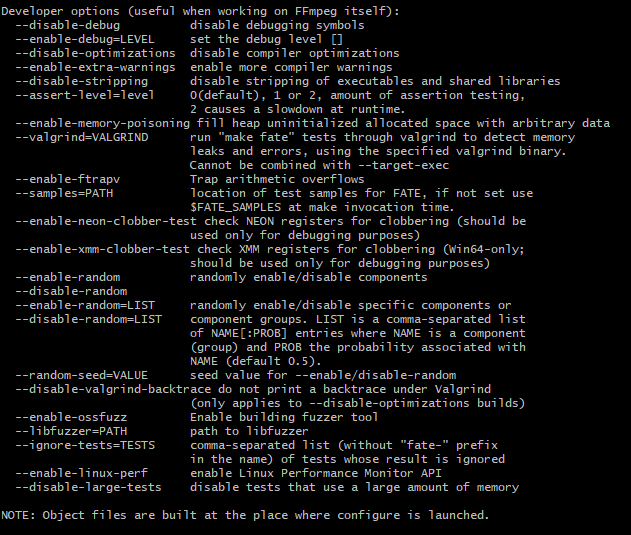 Developer options (useful when working on FFmpeg itself):
  --disable-debug          disable debugging symbols
  --enable-debug=LEVEL     set the debug level []
  --disable-optimizations  disable compiler optimizations
  --enable-extra-warnings  enable more compiler warnings
  --disable-stripping      disable stripping of executables and shared libraries
  --assert-level=level     0(default), 1 or 2, amount of assertion testing,
                           2 causes a slowdown at runtime.
  --enable-memory-poisoning fill heap uninitialized allocated space with arbitrary data
  --valgrind=VALGRIND      run "make fate" tests through valgrind to detect memory
                           leaks and errors, using the specified valgrind binary.
                           Cannot be combined with --target-exec
  --enable-ftrapv          Trap arithmetic overflows
  --samples=PATH           location of test samples for FATE, if not set use
                           $FATE_SAMPLES at make invocation time.
  --enable-neon-clobber-test check NEON registers for clobbering (should be
                           used only for debugging purposes)
  --enable-xmm-clobber-test check XMM registers for clobbering (Win64-only;
                           should be used only for debugging purposes)
  --enable-random          randomly enable/disable components
  --disable-random
  --enable-random=LIST     randomly enable/disable specific components or
  --disable-random=LIST    component groups. LIST is a comma-separated list
                           of NAME[:PROB] entries where NAME is a component
                           (group) and PROB the probability associated with
                           NAME (default 0.5).
  --random-seed=VALUE      seed value for --enable/disable-random
  --disable-valgrind-backtrace do not print a backtrace under Valgrind
                           (only applies to --disable-optimizations builds)
  --enable-ossfuzz         Enable building fuzzer tool
  --libfuzzer=PATH         path to libfuzzer
  --ignore-tests=TESTS     comma-separated list (without "fate-" prefix
                           in the name) of tests whose result is ignored
  --enable-linux-perf      enable Linux Performance Monitor API
  --disable-large-tests    disable tests that use a large amount of memory

NOTE: Object files are built at the place where configure is launched.